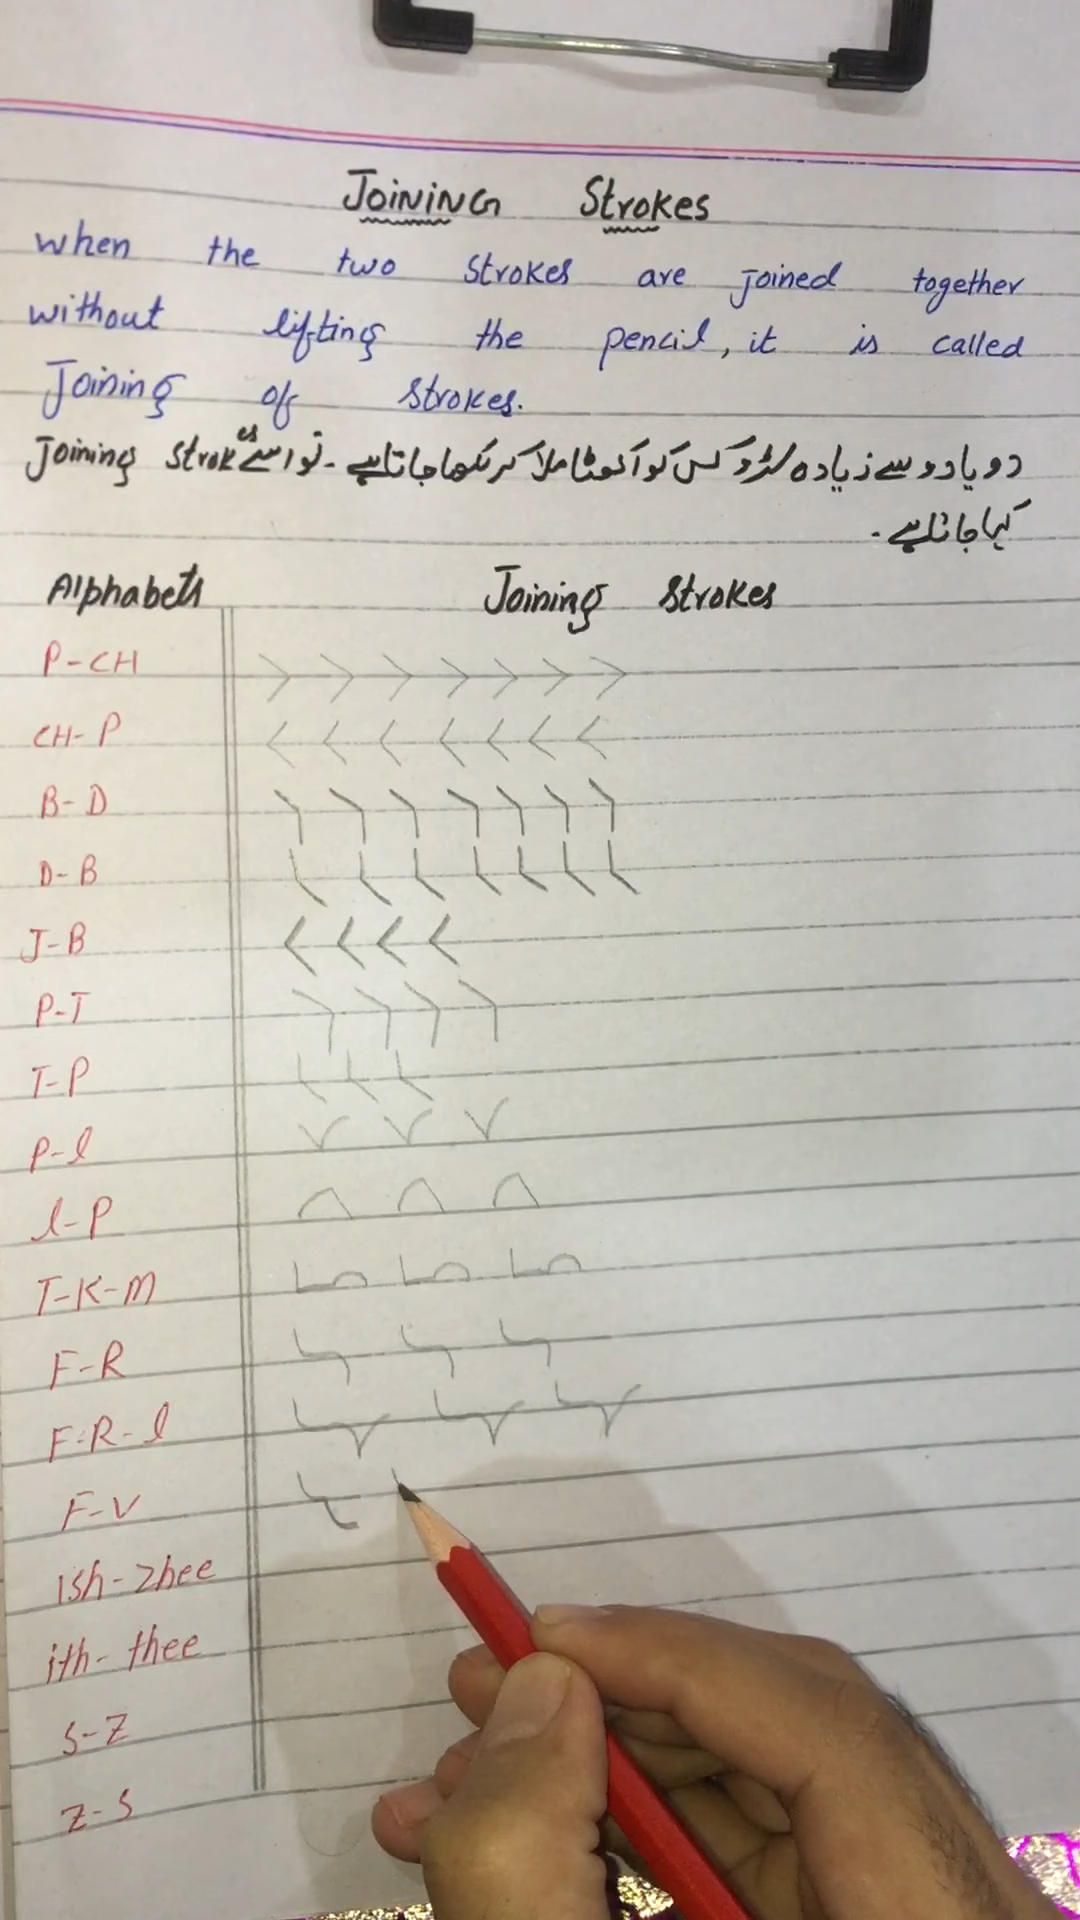 Joining Strokes
when the two strokes are joined together
without lifting the pencil, it is called
Joining of strokes.
دو یا دو سے زیادہ سٹروکس کو اکھٹا ملا کر لکھا جاتا ہے۔ تو اسے Joining Strokes
کہا جاتا ہے۔
Alphabets Joining Strokes
P-CH
CH-P
B-D
D-B
J-B
P-T
T-P
P-l
l-P
T-K-M
F-R
F-R-l
F-V
ish-zhee
ith-thee
S-Z
Z-S